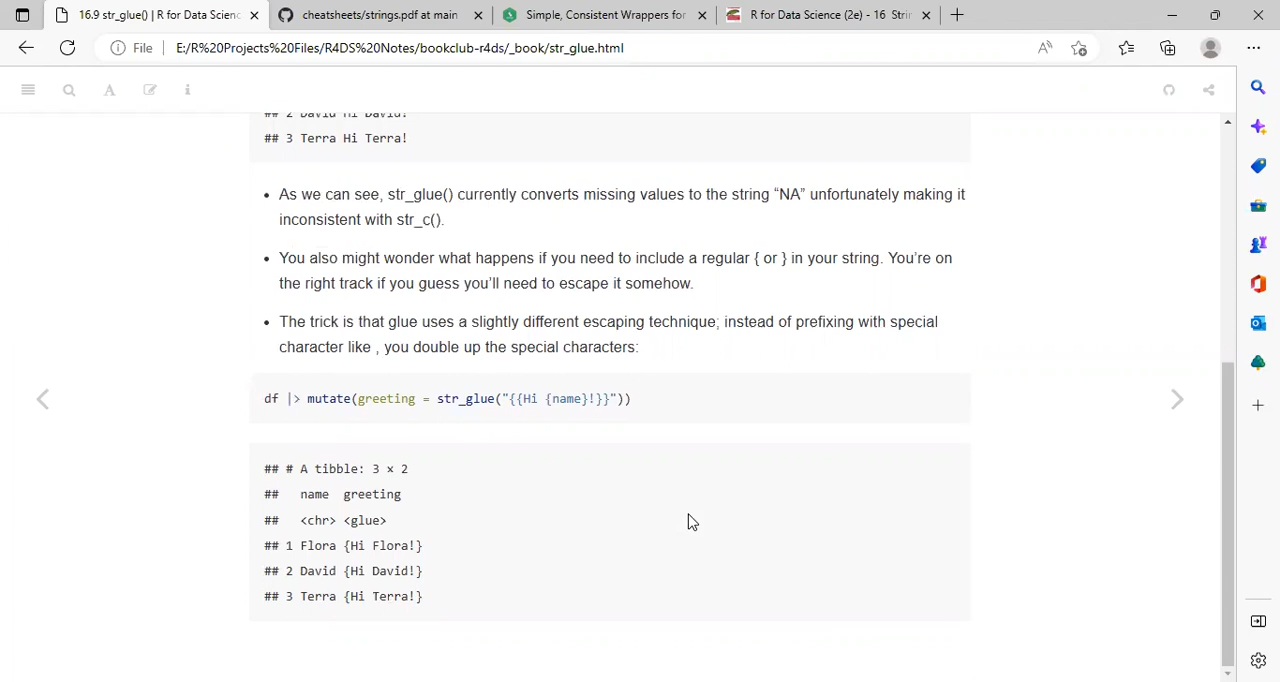 16.9 str_glue() | R for Data Scienc
cheatsheets/strings.pdf at main
Simple, Consistent Wrappers for
R for Data Science (2e) - 16 Stri
File
E:/R%20Projects%20Files/R4DS%20Notes/bookclub-r4ds/_book/str_glue.html
## 2 David Hi David!
## 3 Terra Hi Terra!
• As we can see, str_glue() currently converts missing values to the string “NA” unfortunately making it
inconsistent with str_c().
• You also might wonder what happens if you need to include a regular { or } in your string. You’re on
the right track if you guess you’ll need to escape it somehow.
• The trick is that glue uses a slightly different escaping technique; instead of prefixing with special
character like , you double up the special characters:
df |> mutate(greeting = str_glue("{{Hi {name}!}}"))
## # A tibble: 3 × 2
##   name  greeting
##   <chr> <glue>
## 1 Flora {Hi Flora!}
## 2 David {Hi David!}
## 3 Terra {Hi Terra!}